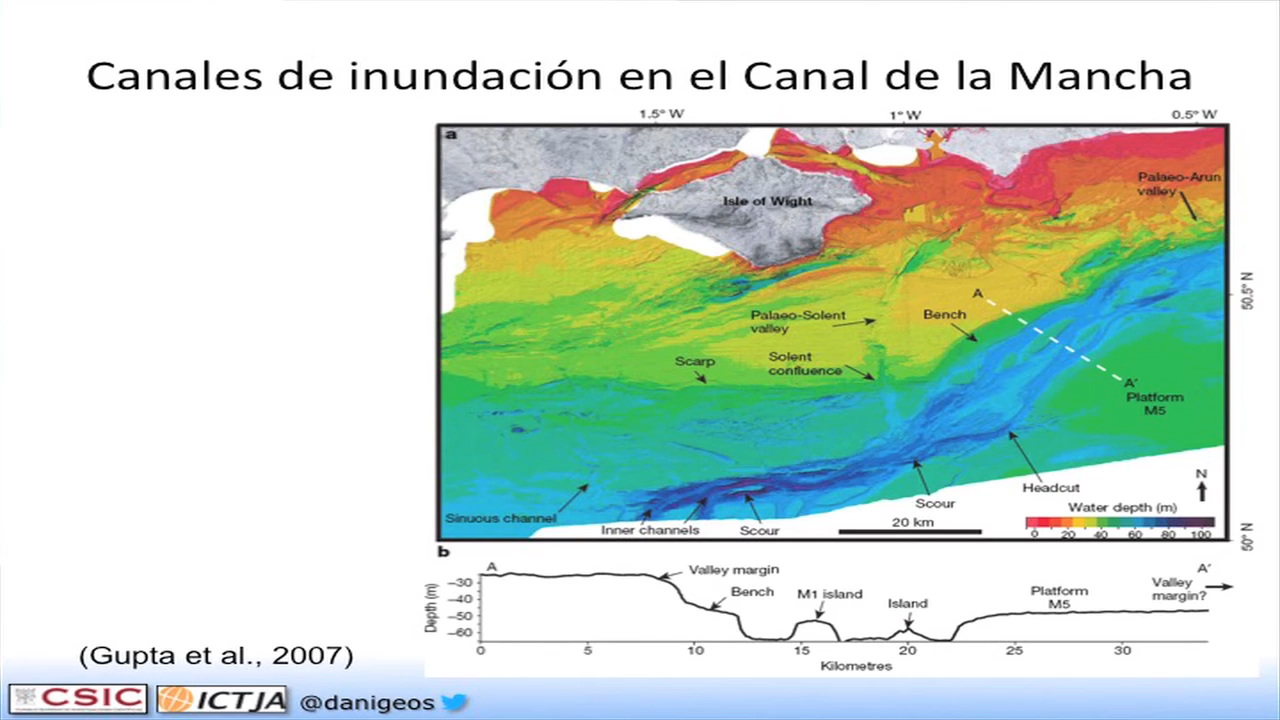 Canales de inundación en el Canal de la Mancha
1.5° W
1° W
0.5° W
a
Palaeo-Arun
valley
Isle of Wight
50.5° N
A
Palaeo-Solent
valley
Bench
Scarp
Solent
confluence
A'
Platform
M5
N
Headcut
Scour
Sinuous channel
Inner channels
Scour
20 km
Water depth (m)
0 20 40 60 80 100
50° N
b
A
A'
Valley margin
Bench
M1 island
Island
Platform
M5
Valley
margin?
Depth (m)
–30
–40
–50
–60
0 5 10 15 20 25 30
Kilometres
(Gupta et al., 2007)
CSIC
ICTJA
@danigeos